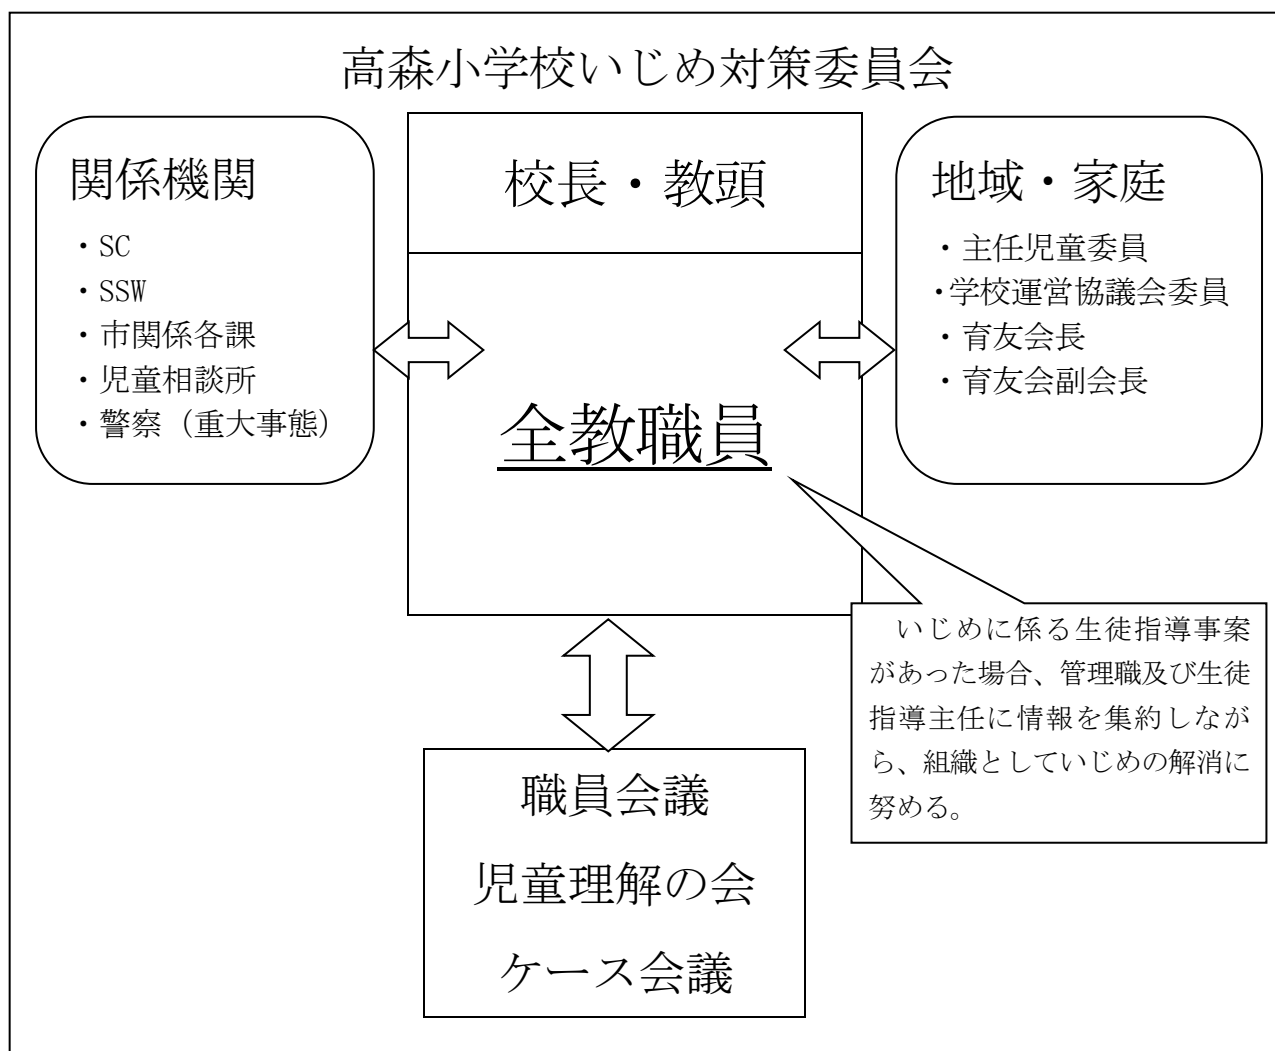 高森小学校いじめ対策委員会
関係機関
・SC
・SSW
・市関係各課
・児童相談所
・警察（重大事態）
校長・教頭
全教職員
地域・家庭
・主任児童委員
・学校運営協議会委員
・育友会長
・育友会副会長
いじめに係る生徒指導事案
があった場合、管理職及び生徒
指導主任に情報を集約しなが
ら、組織としていじめの解消に
努める。
職員会議
児童理解の会
ケース会議